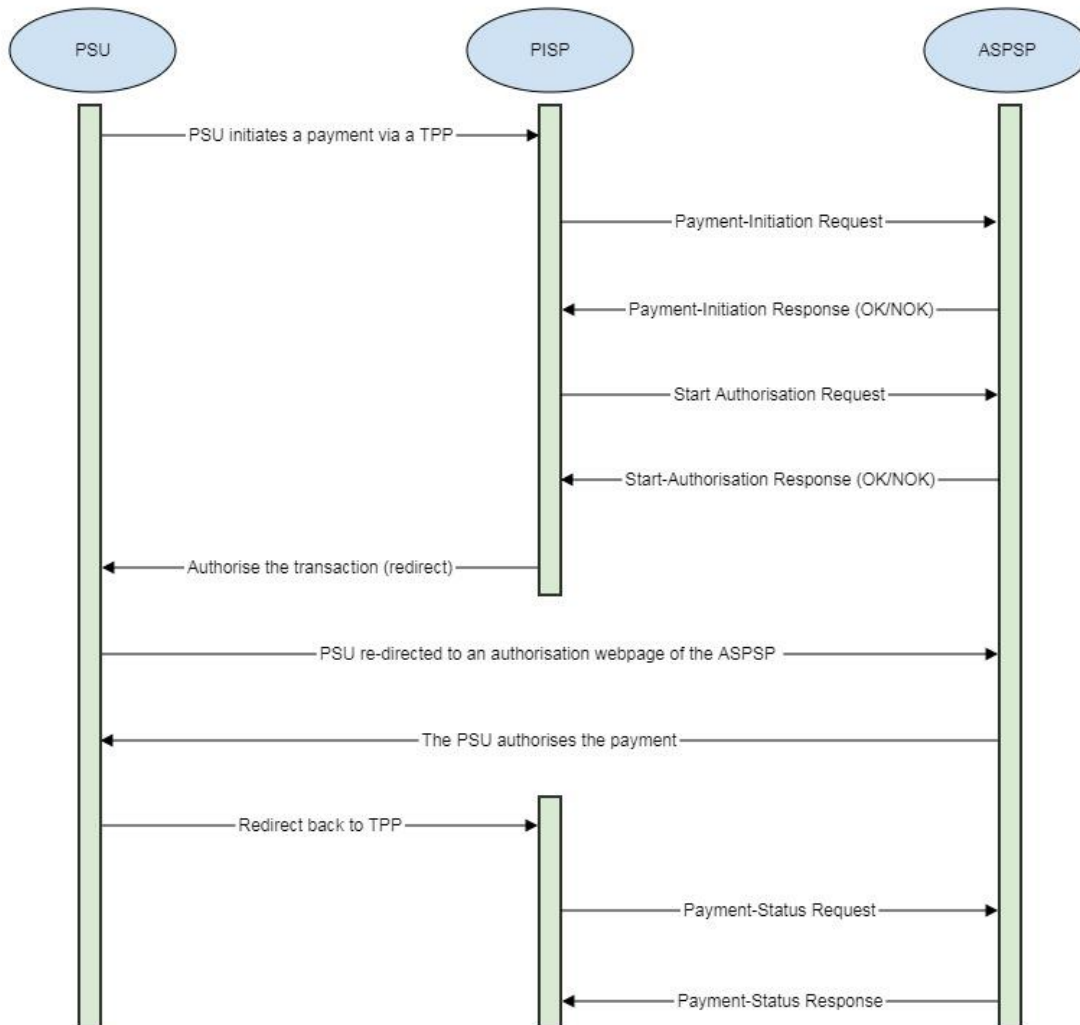 PSU
PISP
ASPSP
PSU initiates a payment via a TPP
Payment-Initiation Request
Payment-Initiation Response (OK/NOK)
Start Authorisation Request
Start-Authorisation Response (OK/NOK)
Authorise the transaction (redirect)
PSU re-directed to an authorisation webpage of the ASPSP
The PSU authorises the payment
Redirect back to TPP
Payment-Status Request
Payment-Status Response